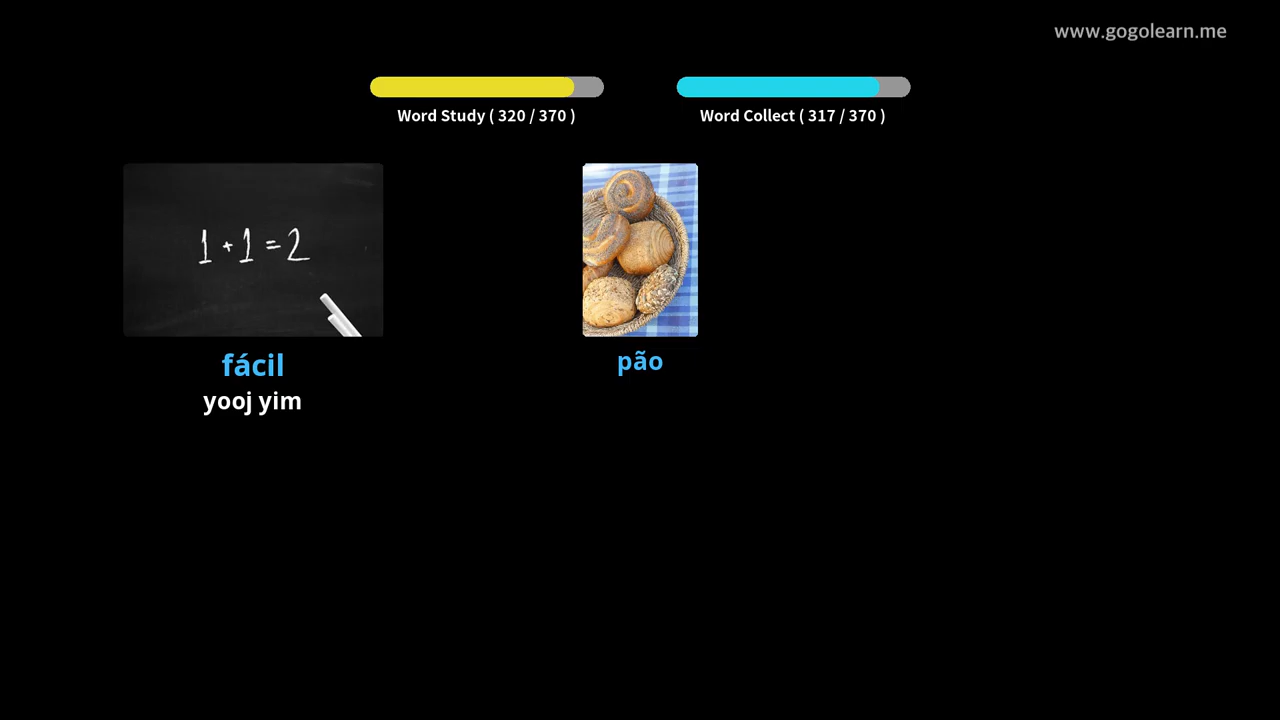 www.gogolearn.me
Word Study ( 320 / 370 )
Word Collect ( 317 / 370 )
1 + 1 = 2
fácil
yooj yim
pão